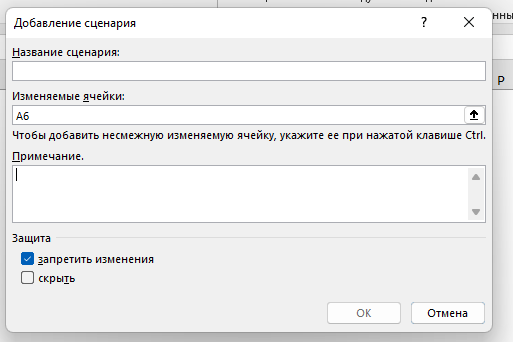 нны
Добавление сценария
?
Название сценария:
P
Изменяемые ячейки:
A6
Чтобы добавить несмежную изменяемую ячейку, укажите ее при нажатой клавише Ctrl.
Примечание.
Защита
запретить изменения
скрыть
OK
Отмена